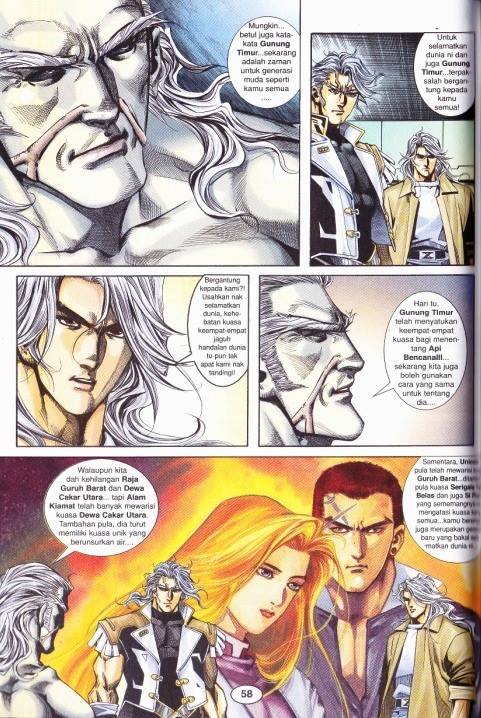 Mungkin...
betul juga kata-
kata Gunung
Timur...sekarang
adalah zaman
untuk generasi
muda seperti
kamu semua
.....
Untuk
selamatkan
dunia ni dan
juga Gunung
Timur...terpak-
salah bergan-
tung kepada
kamu
semua!
Bergantung
kepada kami?!
Usahkan nak
selamatkan
dunia, kehe-
batan kuasa
keempat-empat
jaguh
handalan dunia
tu pun tak
apat kami nak
tandingi!
Hari tu,
Gunung Timur
telah menyatukan
keempat-empat
kuasa bagi menen-
tang Api
Bencanalll...
sekarang kita juga
boleh gunakan
cara yang sama
untuk tentang
dia....
Walaupun kita
dah kehilangan Raja
Guruh Barat dan Dewa
Cakar Utara... tapi Alam
Kiamat telah banyak mewarisi
kuasa Dewa Cakar Utara.
Tambahan pula, dia turut
memiliki kuasa unik yang
berunsurkan air....
Sementara,
pula telah mewarisi
Guruh Barat...
pula kuasa Serigala
Belas dan juga Si
yang sememangnya
mengatasi kuasa
semua...kamu
juga merupakan
baru yang bakal
matkan dunia
Z
Z
58